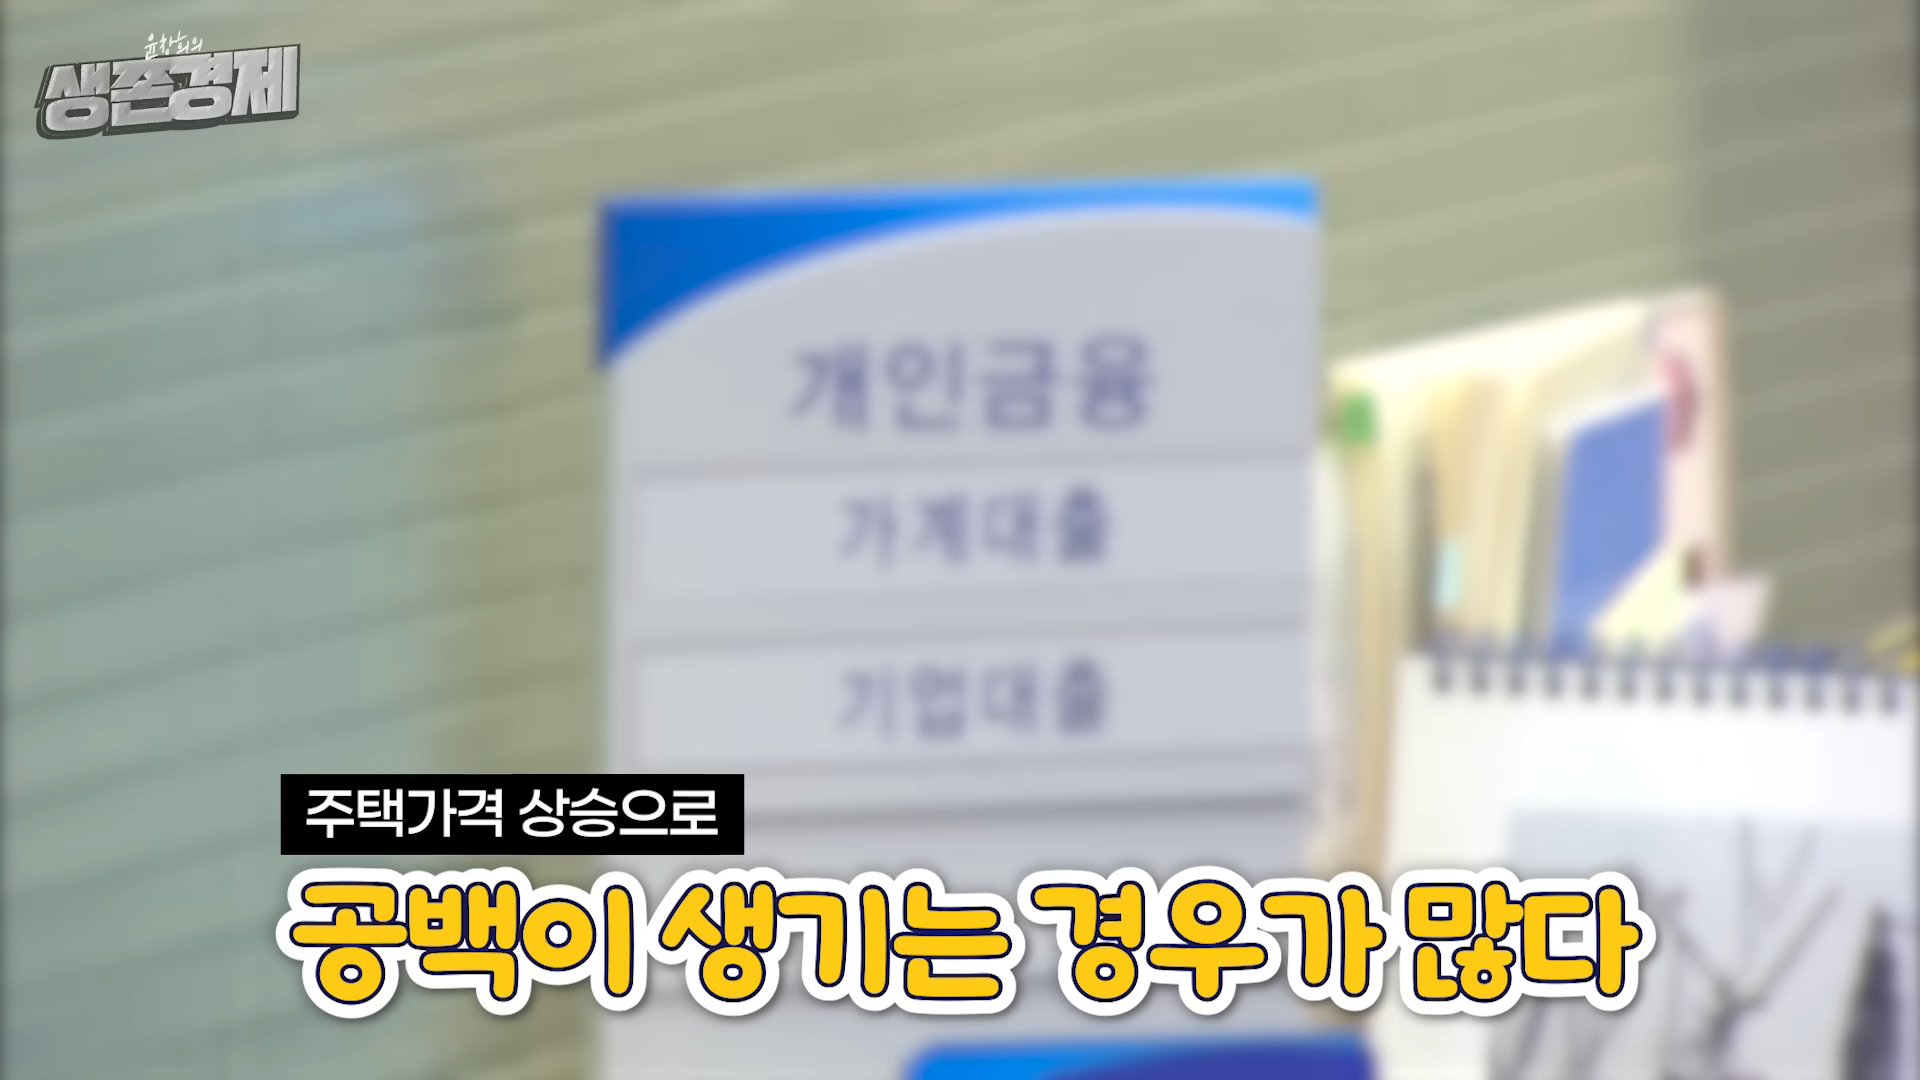 윤창희의
생존경제
개인금융
가계대출
기업대출
주택가격 상승으로
공백이 생기는 경우가 많다